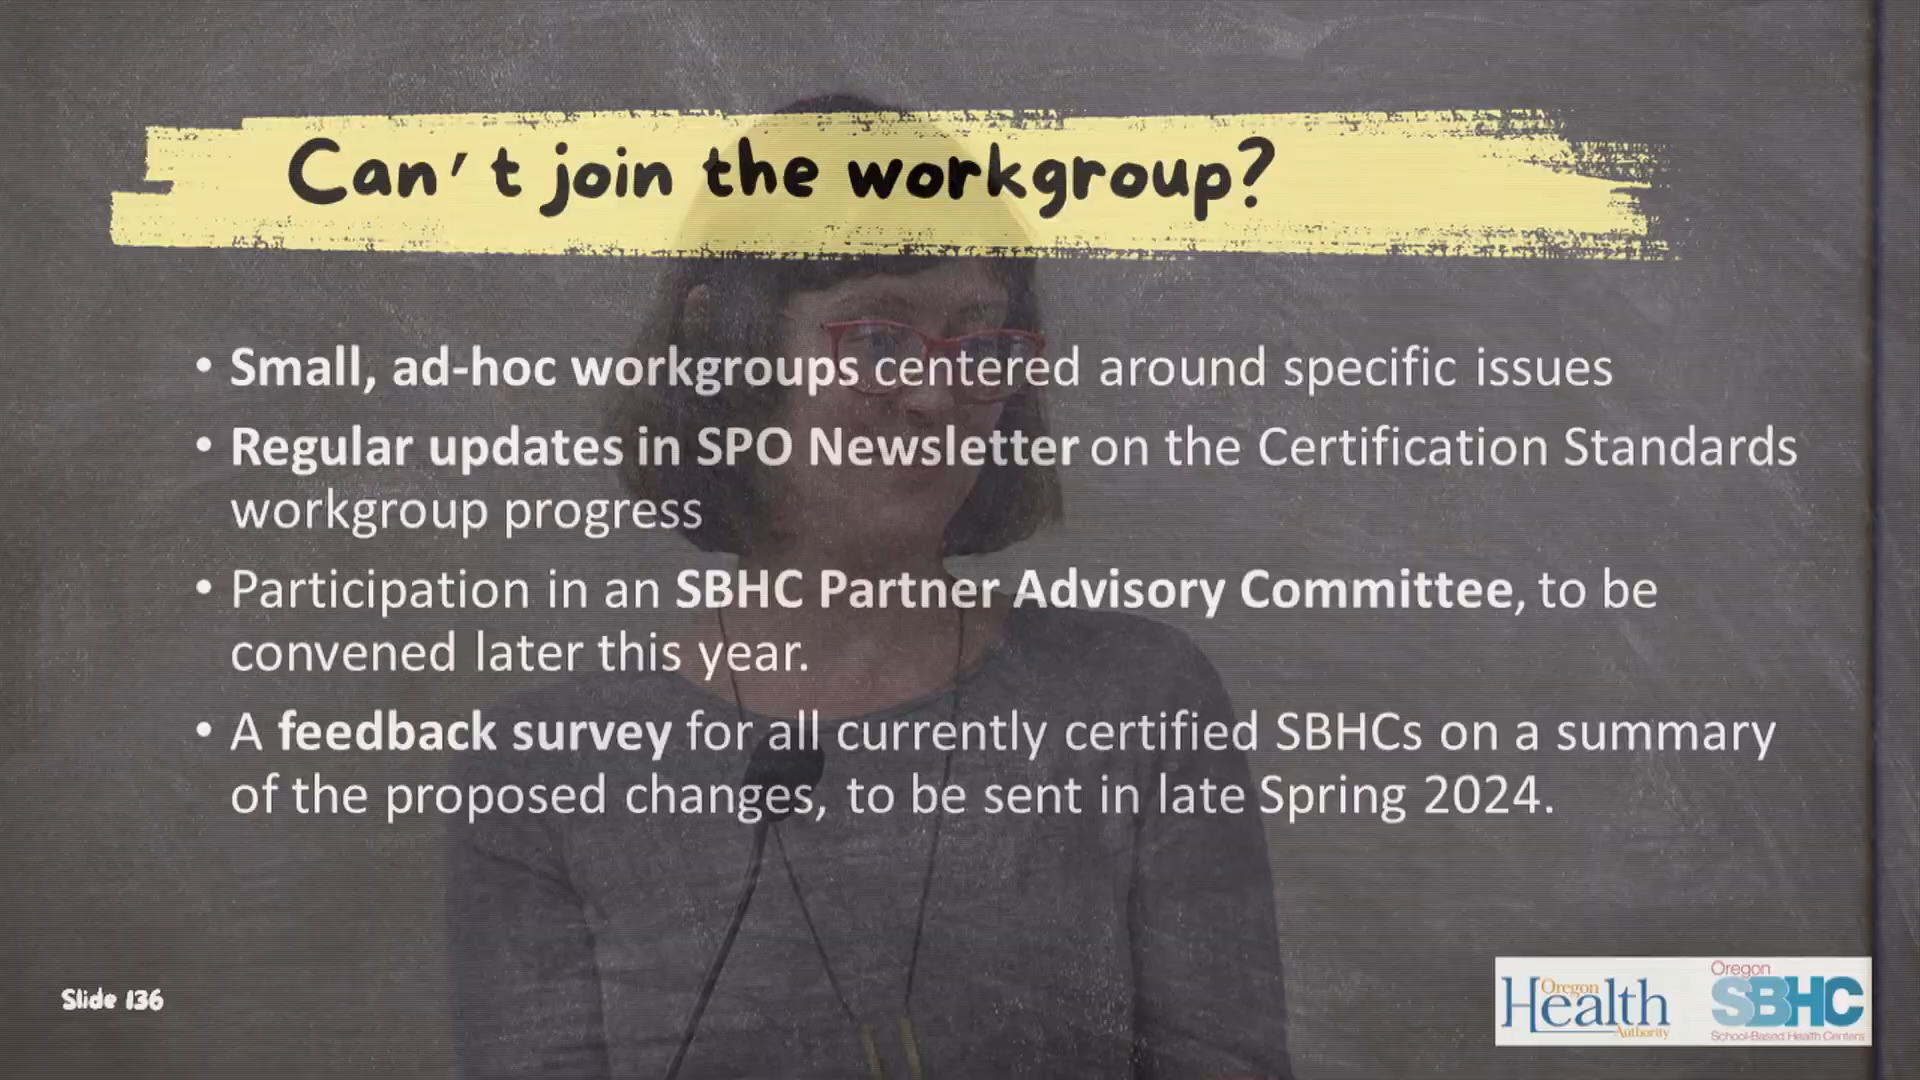 Can't join the workgroup?
• Small, ad-hoc workgroups centered around specific issues
• Regular updates in SPO Newsletter on the Certification Standards
workgroup progress
• Participation in an SBHC Partner Advisory Committee, to be
convened later this year.
• A feedback survey for all currently certified SBHCs on a summary
of the proposed changes, to be sent in late Spring 2024.
Slide 136
Oregon
Health
Authority
Oregon
SBHC
School-Based Health Centers